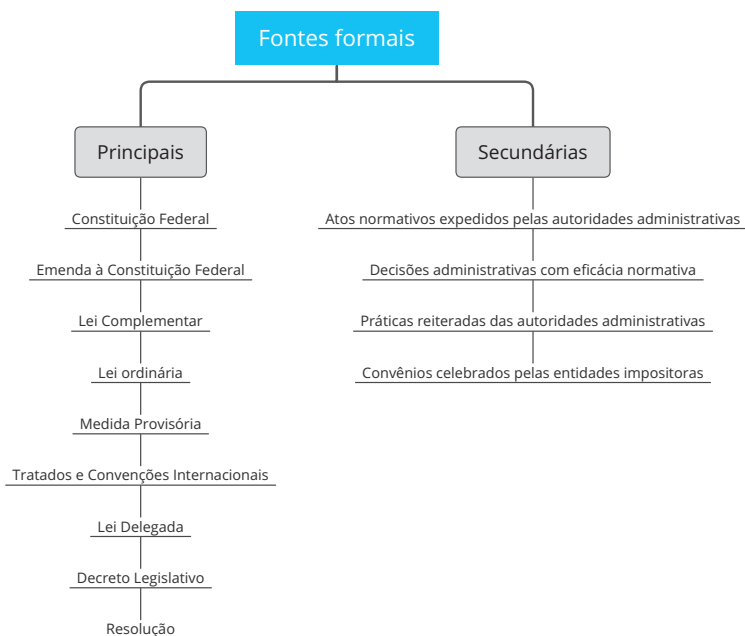 Fontes formais
Principais
Constituição Federal
Emenda à Constituição Federal
Lei Complementar
Lei ordinária
Medida Provisória
Tratados e Convenções Internacionais
Lei Delegada
Decreto Legislativo
Resolução
Secundárias
Atos normativos expedidos pelas autoridades administrativas
Decisões administrativas com eficácia normativa
Práticas reiteradas das autoridades administrativas
Convênios celebrados pelas entidades impositoras